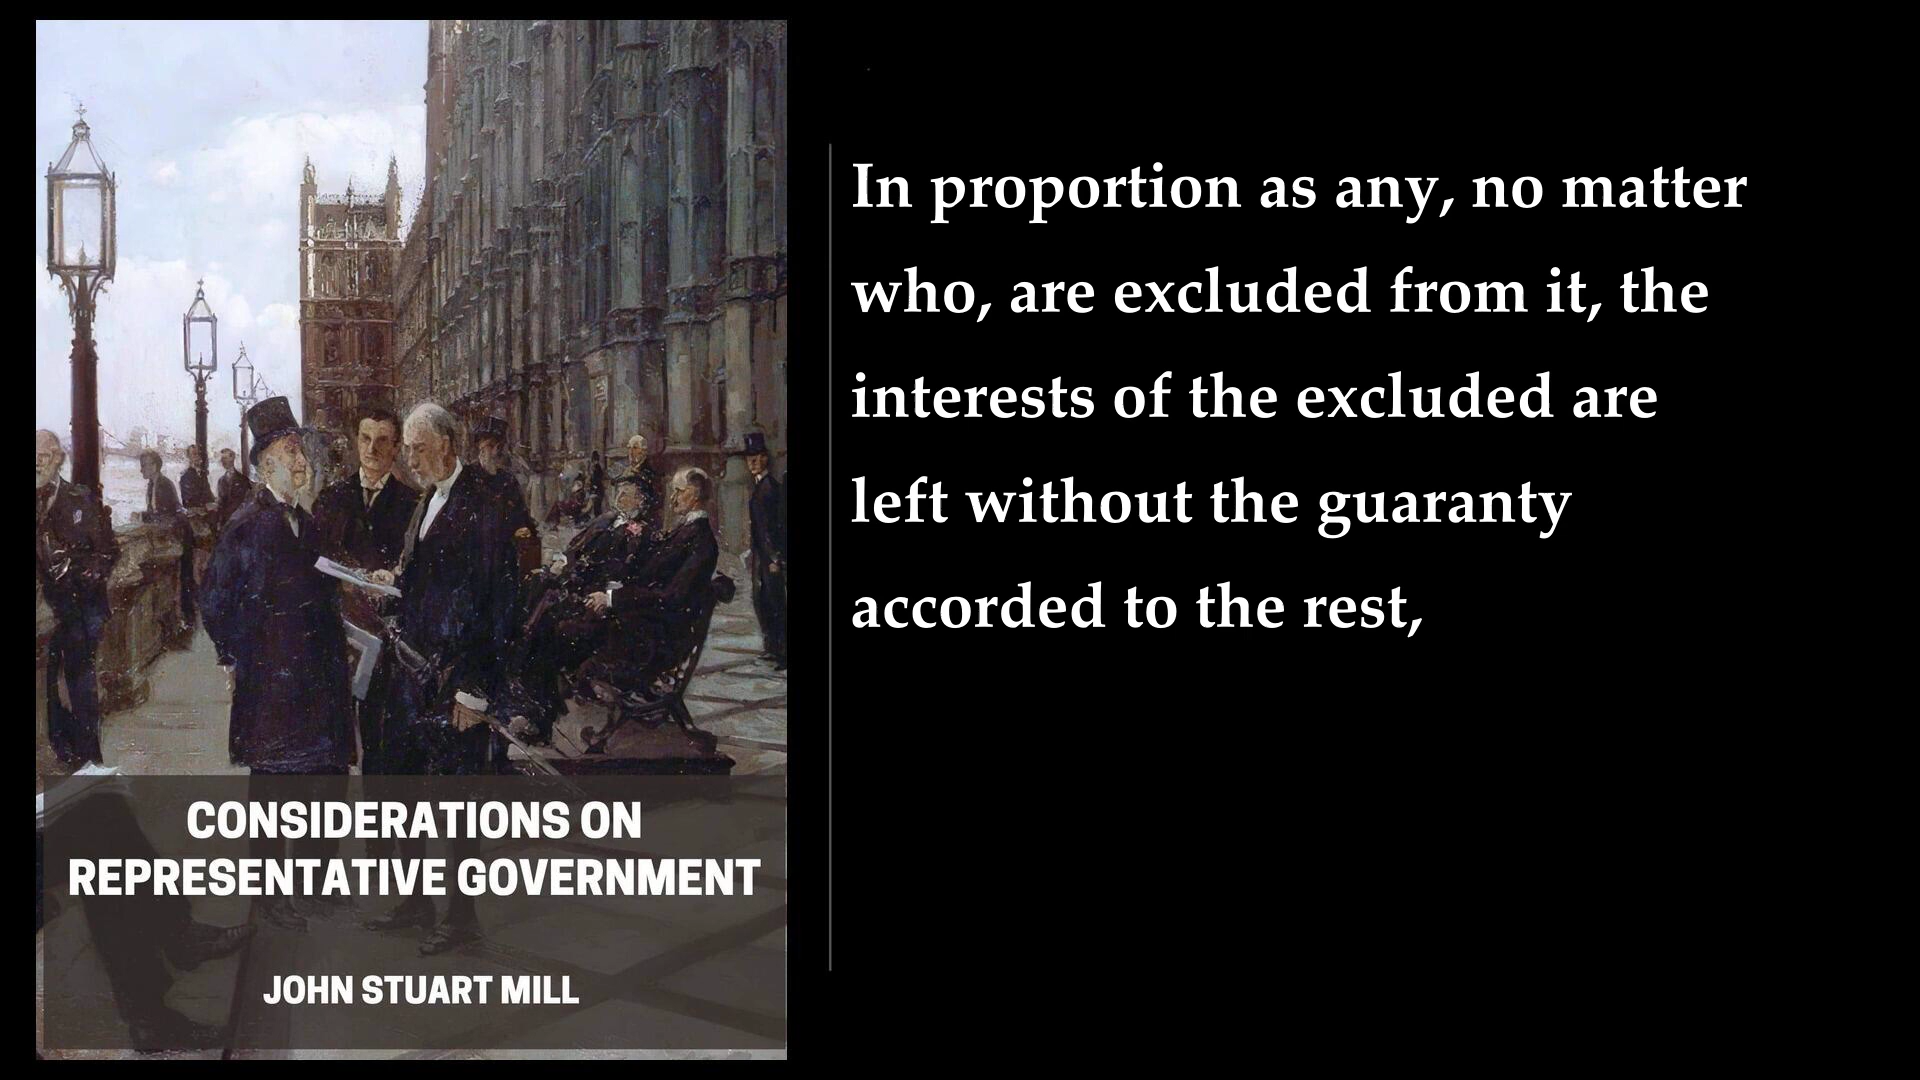 CONSIDERATIONS ON
REPRESENTATIVE GOVERNMENT
JOHN STUART MILL
In proportion as any, no matter
who, are excluded from it, the
interests of the excluded are
left without the guaranty
accorded to the rest,